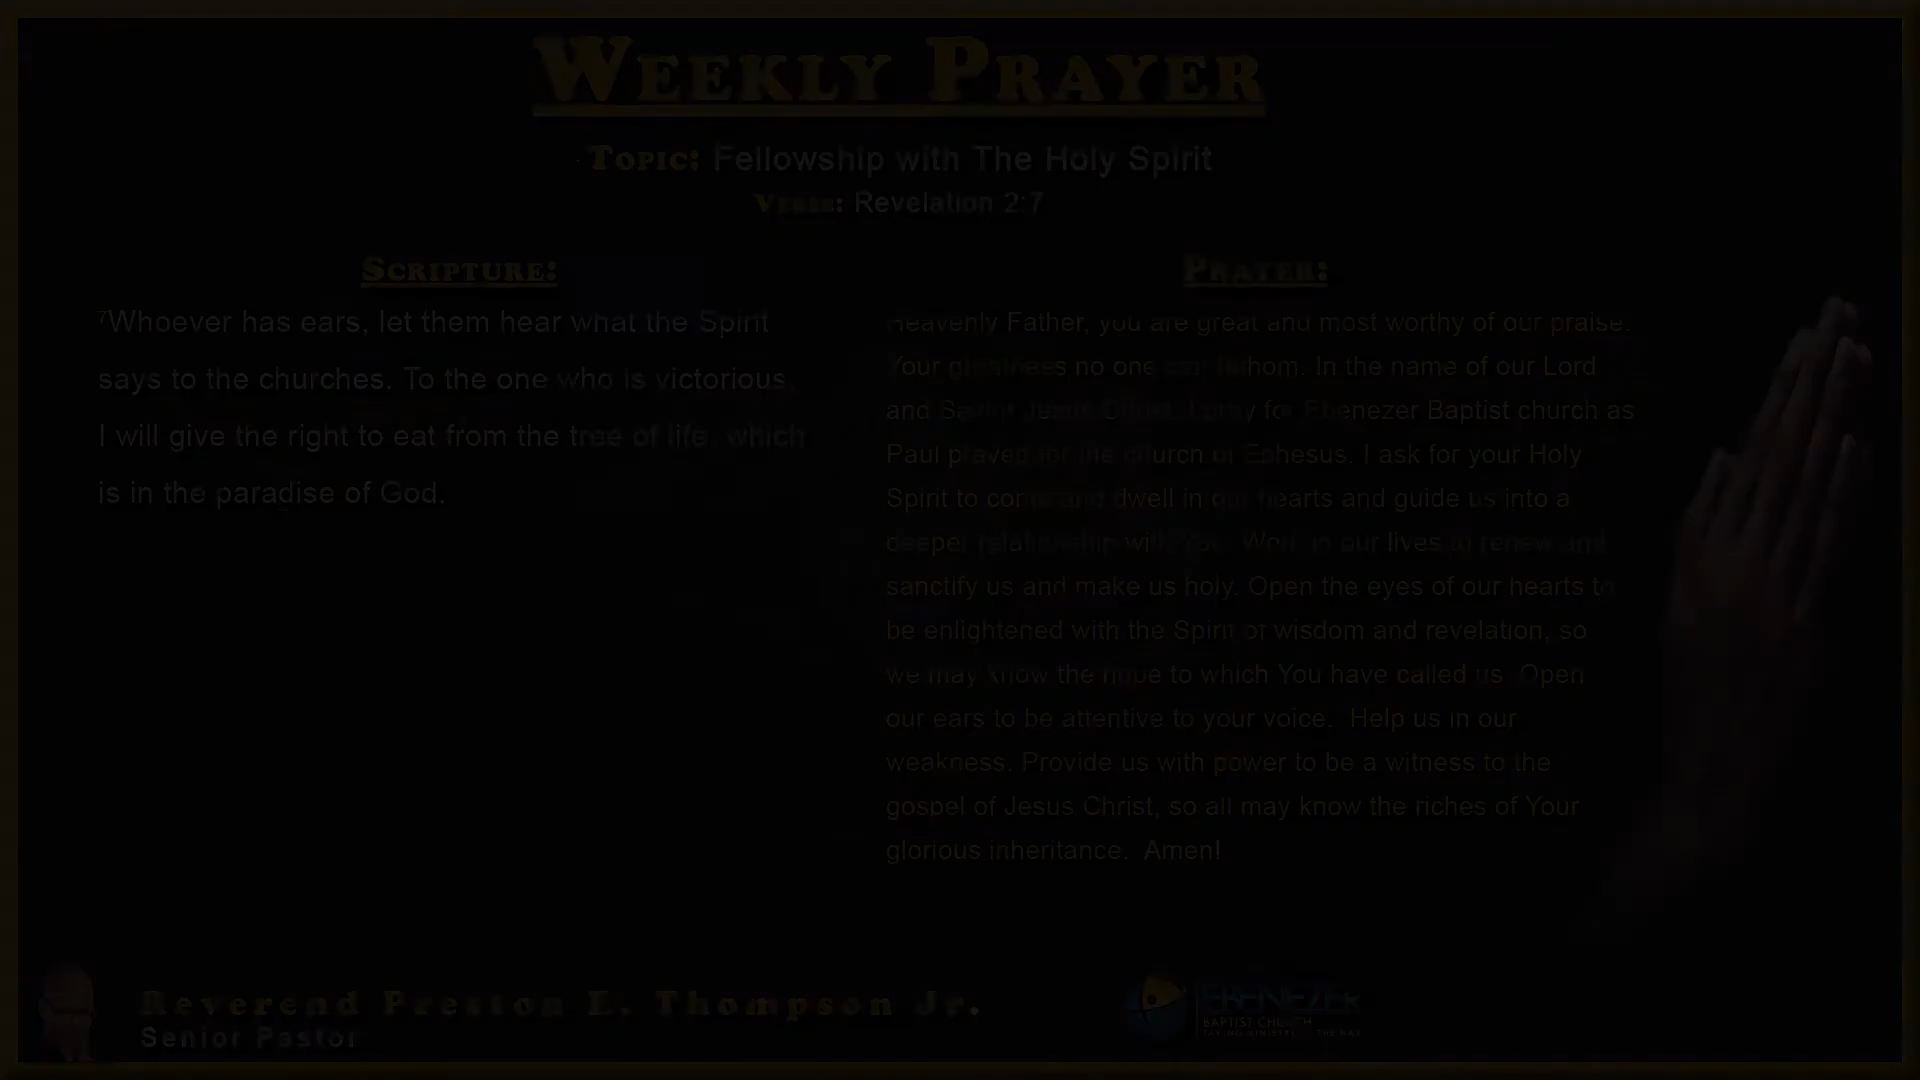 WEEKLY PRAYER
TOPIC: Fellowship with The Holy Spirit
VERSE: Revelation 2:7
SCRIPTURE:
7Whoever has ears, let them hear what the Spirit
says to the churches. To the one who is victorious,
I will give the right to eat from the tree of life, which
is in the paradise of God.
PRAYER:
Heavenly Father, you are great and most worthy of our praise.
Your greatness no one can fathom. In the name of our Lord
and Savior Jesus Christ, I pray for Ebenezer Baptist church as
Paul prayed for the church of Ephesus. I ask for your Holy
Spirit to come and dwell in our hearts and guide us into a
deeper relationship with You. Work in our lives to renew and
sanctify us and make us holy. Open the eyes of our hearts to
be enlightened with the Spirit of wisdom and revelation, so
we may know the hope to which You have called us. Open
our ears to be attentive to your voice. Help us in our
weakness. Provide us with power to be a witness to the
gospel of Jesus Christ, so all may know the riches of Your
glorious inheritance. Amen!
Reverend Preston E. Thompson Jr.
Senior Pastor
EBENEZER
BAPTIST CHURCH